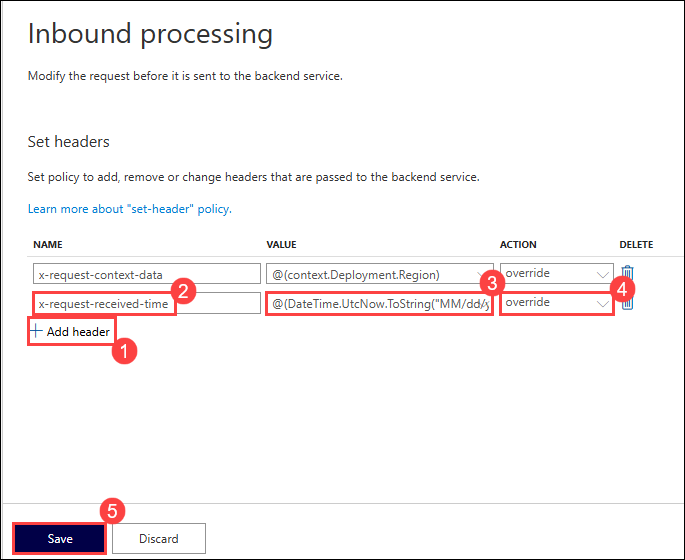 Inbound processing
Modify the request before it is sent to the backend service.
Set headers
Set policy to add, remove or change headers that are passed to the backend service.
Learn more about "set-header" policy.
NAME VALUE ACTION DELETE
x-request-context-data @(context.Deployment.Region) override
2 3 4
x-request-received-time @(DateTime.UtcNow.ToString("MM/dd/y override
+ Add header
1
5
Save Discard